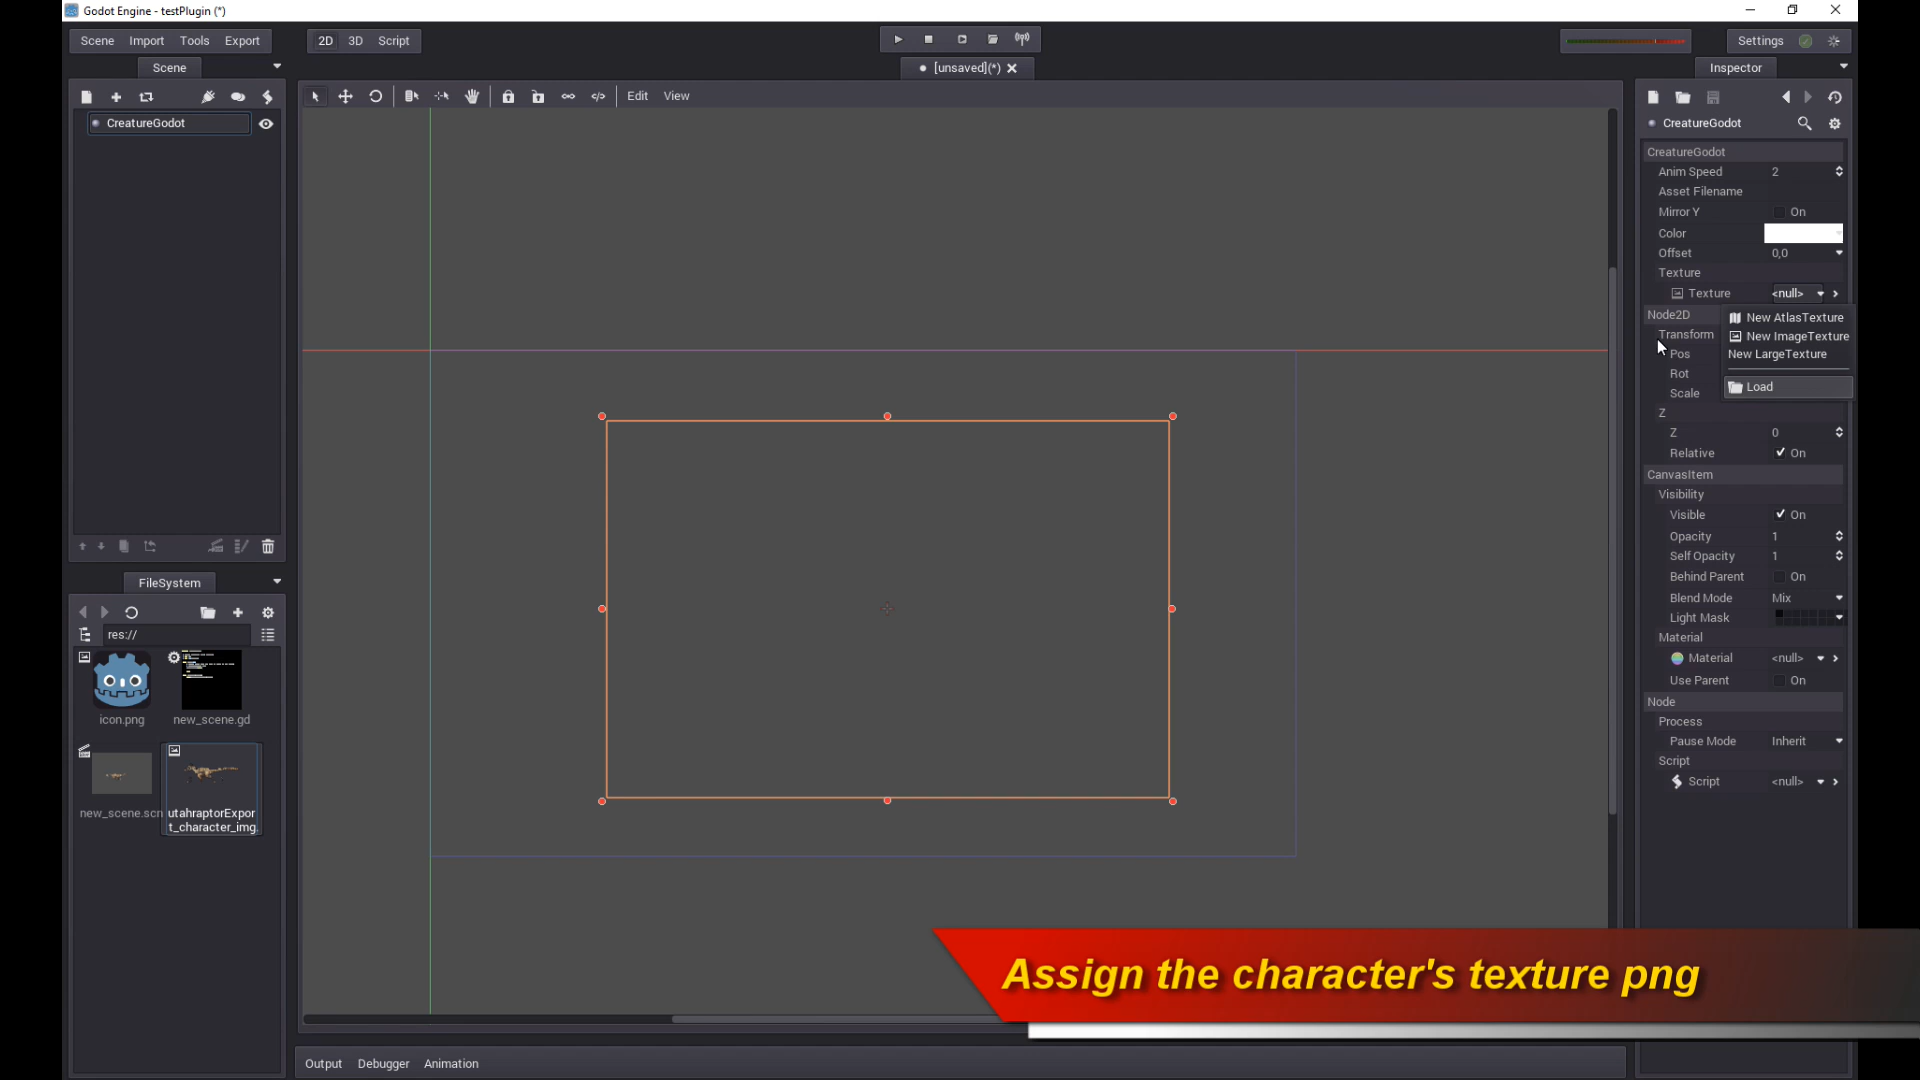 Godot Engine - testPlugin (*)
Scene Import Tools Export
2D 3D Script
Settings
Scene
[unsaved](*)
Inspector
Edit View
CreatureGodot
CreatureGodot
CreatureGodot
Anim Speed 2
Asset Filename
Mirror Y On
Color
Offset 0,0
Texture
Texture <null>
Node2D
New AtlasTexture
Transform
New ImageTexture
Pos
New LargeTexture
Rot
Load
Scale
Z
Z 0
Relative On
CanvasItem
Visibility
Visible On
Opacity 1
Self Opacity 1
Behind Parent On
Blend Mode Mix
Light Mask
Material
Material <null>
Use Parent On
Node
Process
Pause Mode Inherit
Script
Script <null>
FileSystem
res://
icon.png new_scene.gd
new_scene.scn utahraptorExpor
t_character_img.
Assign the character's texture png
Output Debugger Animation